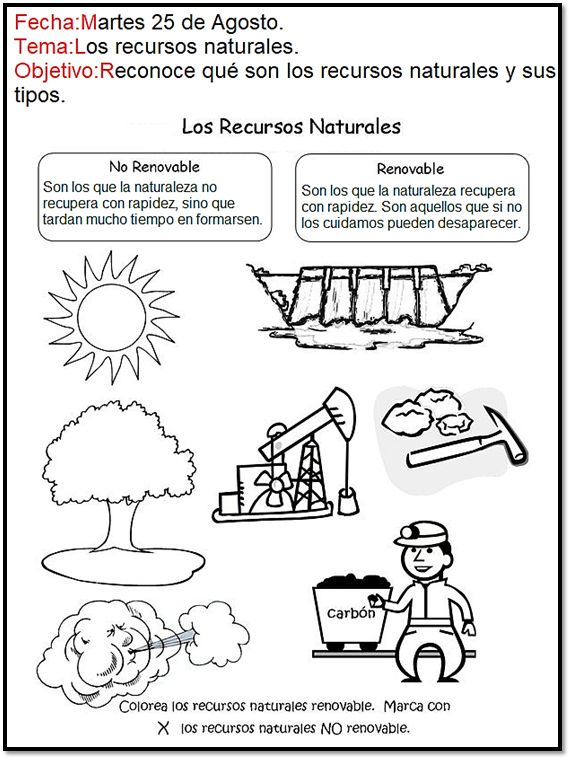 Fecha:Martes 25 de Agosto.
Tema:Los recursos naturales.
Objetivo:Reconoce qué son los recursos naturales y sus
tipos.
Los Recursos Naturales
No Renovable
Son los que la naturaleza no
recupera con rapidez, sino que
tardan mucho tiempo en formarsen.
Renovable
Son los que la naturaleza recupera
con rapidez. Son aquellos que si no
los cuidamos pueden desaparecer.
Carbón
Colorea los recursos naturales renovable. Marca con
X los recursos naturales NO renovable.